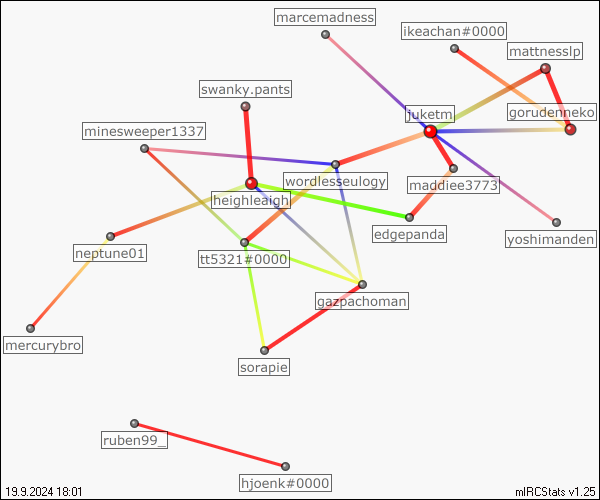 marcemadness
ikeachan#0000
mattnesslp
swanky.pants
juketm
gorudenneko
minesweeper1337
wordlesseulogy
maddiee3773
heighleaigh
edgepanda
yoshimanden
neptune01
tt5321#0000
gazpachoman
mercurybro
sorapie
ruben99_
hjoenk#0000
19.9.2024 18:01
mIRCStats v1.25